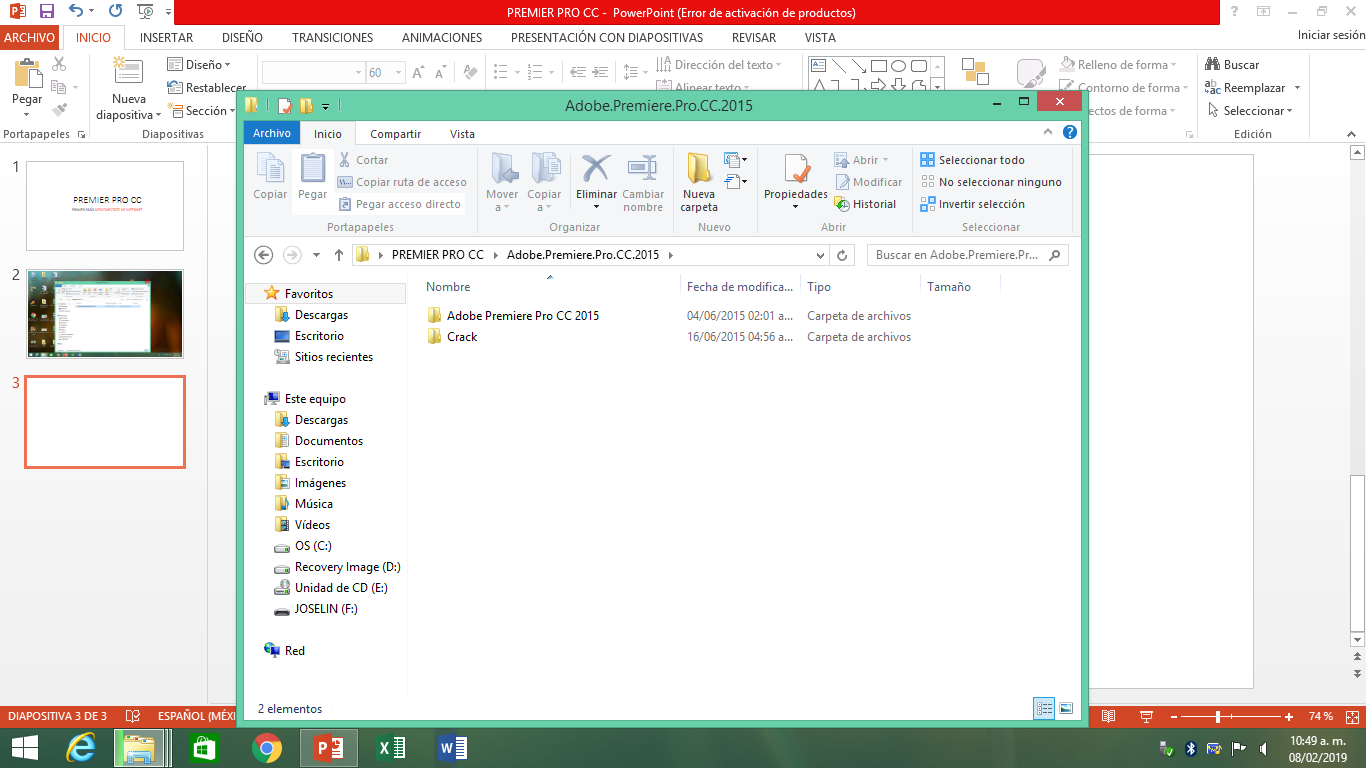 PREMIER PRO CC - PowerPoint (Error de activación de productos)
ARCHIVO INICIO INSERTAR DISEÑO TRANSICIONES ANIMACIONES PRESENTACIÓN CON DIAPOSITIVAS REVISAR VISTA Iniciar sesión
Pegar
Nueva diapositiva
Diseño
Restablecer
Sección
60
Dirección del texto
Alinear texto
Relleno de forma
Contorno de forma
ectos de forma
Buscar
Reemplazar
Seleccionar
Portapapeles Diapositivas Edición
1
PREMIER PRO CC
2
3
Adobe.Premiere.Pro.CC.2015
Archivo Inicio Compartir Vista
Copiar
Pegar
Cortar
Copiar ruta de acceso
Pegar acceso directo
Mover a
Copiar a
Eliminar
Cambiar nombre
Nueva carpeta
Propiedades
Abrir
Modificar
Historial
Seleccionar todo
No seleccionar ninguno
Invertir selección
Portapapeles Organizar Nuevo Abrir Seleccionar
PREMIER PRO CC Adobe.Premiere.Pro.CC.2015
Buscar en Adobe.Premiere.Pr...
Nombre Fecha de modifica... Tipo Tamaño
Adobe Premiere Pro CC 2015 04/06/2015 02:01 a... Carpeta de archivos
Crack 16/06/2015 04:56 a... Carpeta de archivos
Favoritos
Descargas
Escritorio
Sitios recientes
Este equipo
Descargas
Documentos
Escritorio
Imágenes
Música
Vídeos
OS (C:)
Recovery Image (D:)
Unidad de CD (E:)
JOSELIN (F:)
Red
2 elementos
DIAPOSITIVA 3 DE 3 ESPAÑOL (MÉXI
74 %
10:49 a. m.
08/02/2019